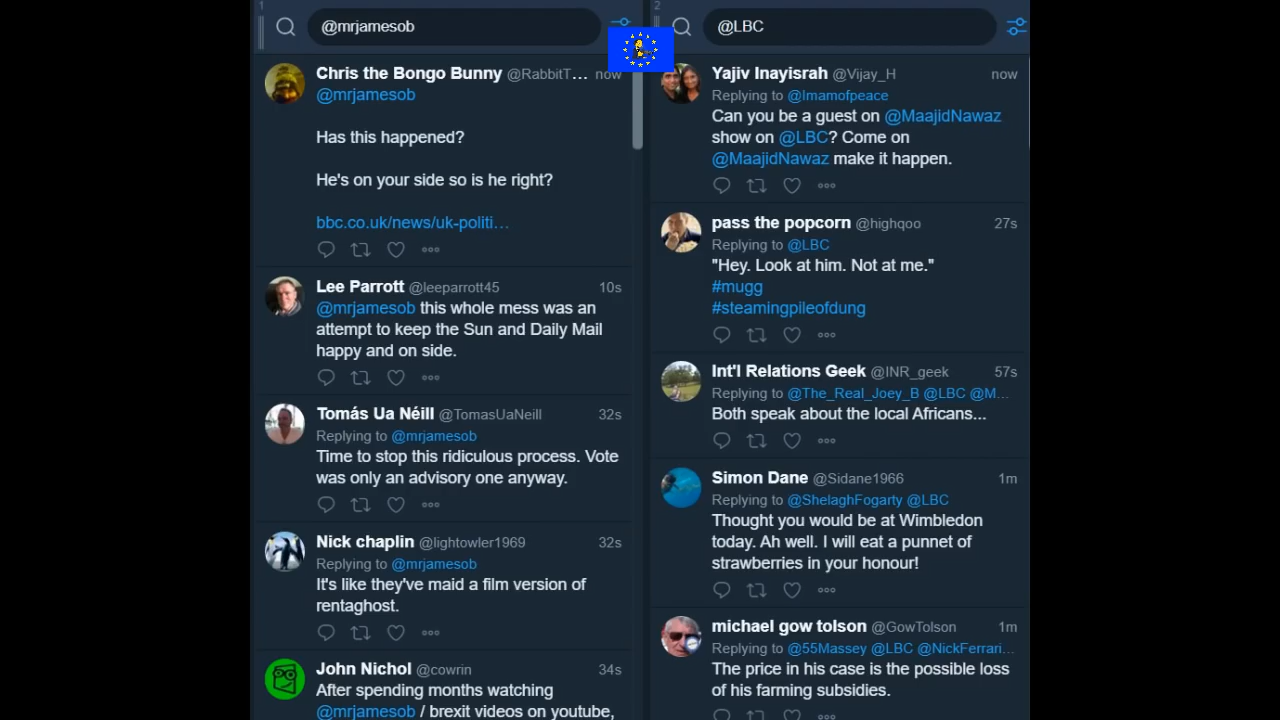 1
@mrjamesob
Chris the Bongo Bunny @RabbitT… now
@mrjamesob
Has this happened?
He's on your side so is he right?
bbc.co.uk/news/uk-politi…
Lee Parrott @leeparrott45 10s
@mrjamesob this whole mess was an
attempt to keep the Sun and Daily Mail
happy and on side.
Tomás Ua Néill @TomasUaNeill 32s
Replying to @mrjamesob
Time to stop this ridiculous process. Vote
was only an advisory one anyway.
Nick chaplin @lightowler1969 32s
Replying to @mrjamesob
It's like they've maid a film version of
rentaghost.
John Nichol @cowrin 34s
After spending months watching
@mrjamesob / brexit videos on youtube,
2
@LBC
Yajiv Inayisrah @Vijay_H now
Replying to @Imamofpeace
Can you be a guest on @MaajidNawaz
show on @LBC? Come on
@MaajidNawaz make it happen.
pass the popcorn @highqoo 27s
Replying to @LBC
"Hey. Look at him. Not at me."
#mugg
#steamingpileofdung
Int'l Relations Geek @INR_geek 57s
Replying to @The_Real_Joey_B @LBC @M…
Both speak about the local Africans...
Simon Dane @Sidane1966 1m
Replying to @ShelaghFogarty @LBC
Thought you would be at Wimbledon
today. Ah well. I will eat a punnet of
strawberries in your honour!
michael gow tolson @GowTolson 1m
Replying to @55Massey @LBC @NickFerrari…
The price in his case is the possible loss
of his farming subsidies.